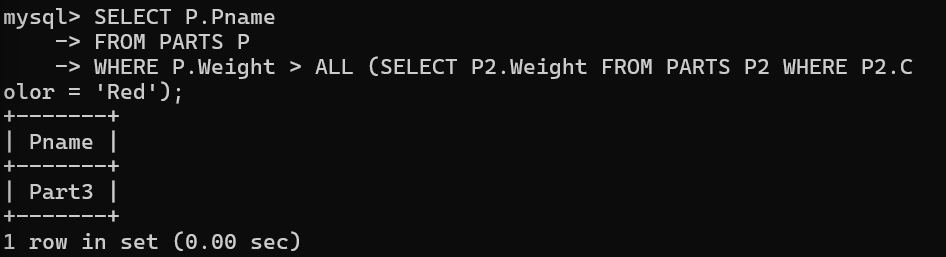 mysql> SELECT P.Pname
    -> FROM PARTS P
    -> WHERE P.Weight > ALL (SELECT P2.Weight FROM PARTS P2 WHERE P2.C
olor = 'Red');
+-------+
| Pname |
+-------+
| Part3 |
+-------+
1 row in set (0.00 sec)